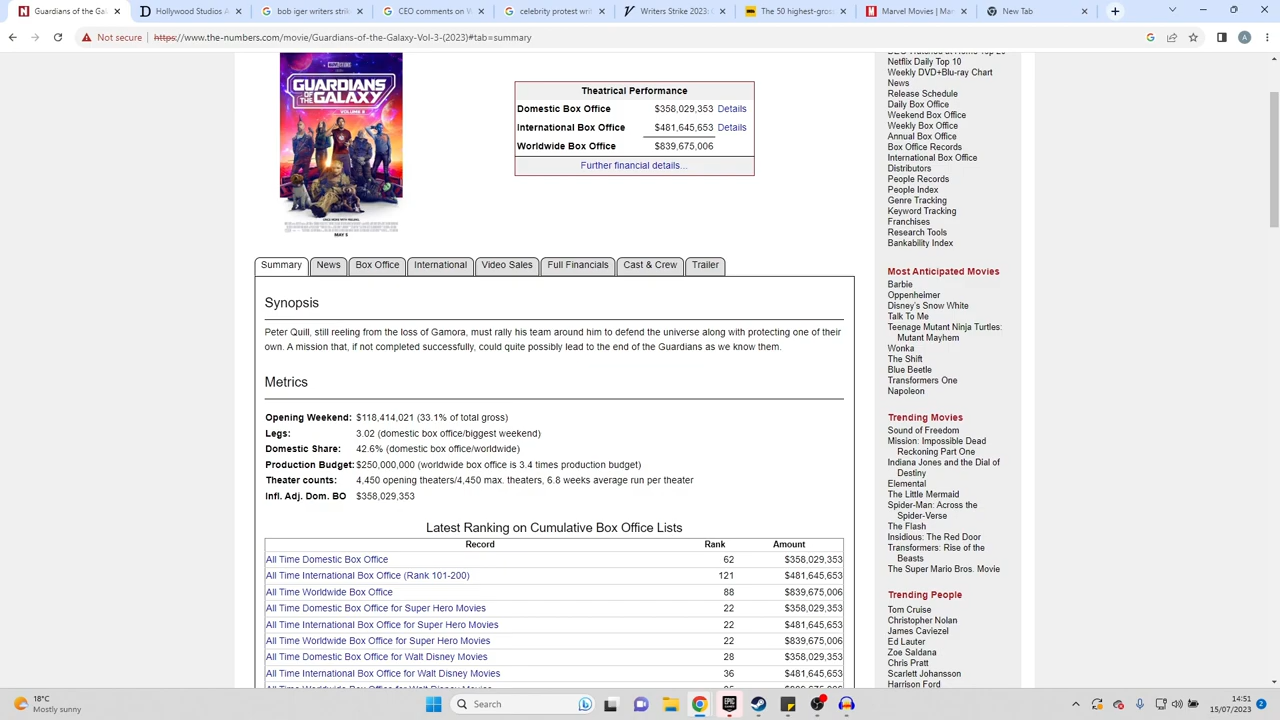 Guardians of the Ga
Hollywood Studios A
bob iger writers strik
CEO comments on W
celebrity protest writ
Writers Strike 2023:
The 50 highest-gros
Marvel Movies | Ma
New Tab
Not secure
https://www.the-numbers.com/movie/Guardians-of-the-Galaxy-Vol-3-(2023)#tab=summary
A
MARVEL STUDIOS
GUARDIANS
OF THE
GALAXY
VOLUME 3
ONCE MORE WITH FEELING.
MAY 5
Theatrical Performance
Domestic Box Office $358,029,353 Details
International Box Office $481,645,653 Details
Worldwide Box Office $839,675,006
Further financial details...
Summary News Box Office International Video Sales Full Financials Cast & Crew Trailer
Synopsis
Peter Quill, still reeling from the loss of Gamora, must rally his team around him to defend the universe along with protecting one of their
own. A mission that, if not completed successfully, could quite possibly lead to the end of the Guardians as we know them.
Metrics
Opening Weekend: $118,414,021 (33.1% of total gross)
Legs: 3.02 (domestic box office/biggest weekend)
Domestic Share: 42.6% (domestic box office/worldwide)
Production Budget: $250,000,000 (worldwide box office is 3.4 times production budget)
Theater counts: 4,450 opening theaters/4,450 max. theaters, 6.8 weeks average run per theater
Infl. Adj. Dom. BO $358,029,353
Latest Ranking on Cumulative Box Office Lists
Record Rank Amount
All Time Domestic Box Office 62 $358,029,353
All Time International Box Office (Rank 101-200) 121 $481,645,653
All Time Worldwide Box Office 88 $839,675,006
All Time Domestic Box Office for Super Hero Movies 22 $358,029,353
All Time International Box Office for Super Hero Movies 22 $481,645,653
All Time Worldwide Box Office for Super Hero Movies 22 $839,675,006
All Time Domestic Box Office for Walt Disney Movies 28 $358,029,353
All Time International Box Office for Walt Disney Movies 36 $481,645,653
Netflix Daily Top 10
Weekly DVD+Blu-ray Chart
News
Release Schedule
Daily Box Office
Weekend Box Office
Weekly Box Office
Annual Box Office
Box Office Records
International Box Office
Distributors
People Records
People Index
Genre Tracking
Keyword Tracking
Franchises
Research Tools
Bankability Index
Most Anticipated Movies
Barbie
Oppenheimer
Disney's Snow White
Talk To Me
Teenage Mutant Ninja Turtles:
Mutant Mayhem
Wonka
The Shift
Blue Beetle
Transformers One
Napoleon
Trending Movies
Sound of Freedom
Mission: Impossible Dead
Reckoning Part One
Indiana Jones and the Dial of
Destiny
Elemental
The Little Mermaid
Spider-Man: Across the
Spider-Verse
The Flash
Insidious: The Red Door
Transformers: Rise of the
Beasts
The Super Mario Bros. Movie
Trending People
Tom Cruise
Christopher Nolan
James Caviezel
Ed Lauter
Zoe Saldana
Chris Pratt
Scarlett Johansson
Harrison Ford
18°C
Mostly sunny
Search
EPIC
14:51
15/07/2023
2